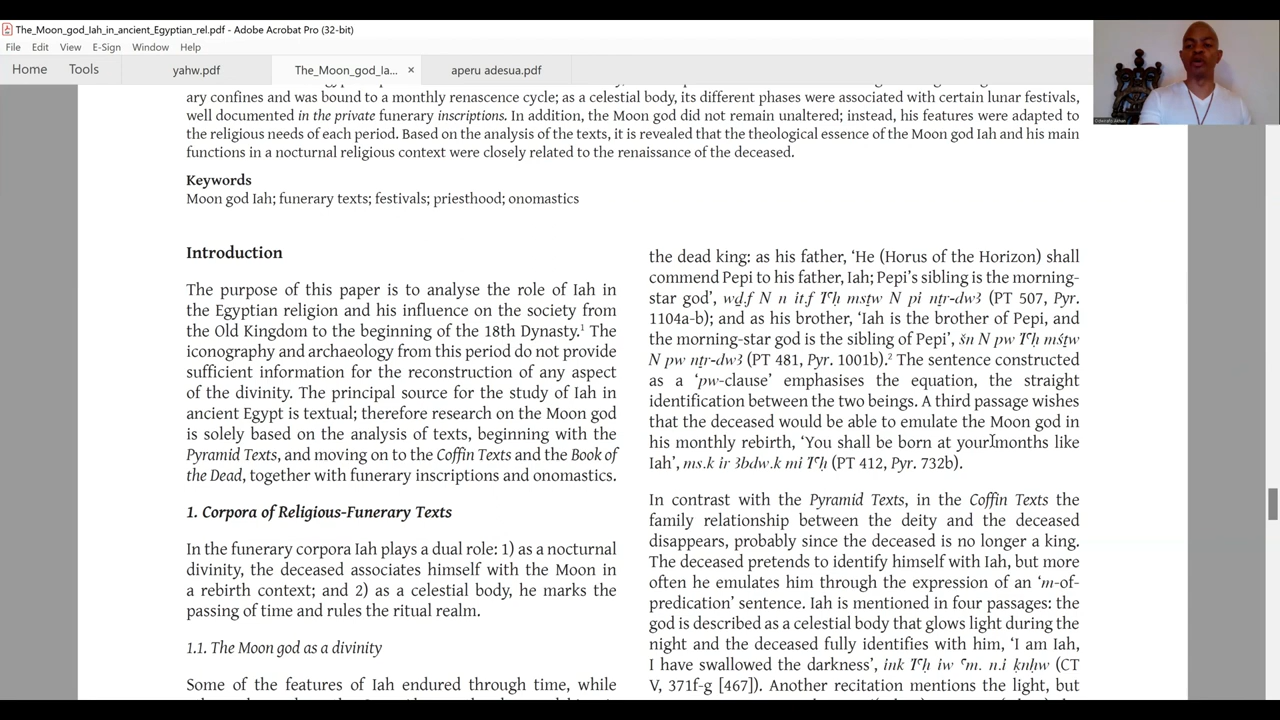 The_Moon_god_Iah_in_ancient_Egyptian_rel.pdf - Adobe Acrobat Pro (32-bit)
File Edit View E-Sign Window Help
Home Tools yahw.pdf The_Moon_god_Ia... × aperu adesua.pdf
ary confines and was bound to a monthly renascence cycle; as a celestial body, its different phases were associated with certain lunar festivals,
well documented in the private funerary inscriptions. In addition, the Moon god did not remain unaltered; instead, his features were adapted to
the religious needs of each period. Based on the analysis of the texts, it is revealed that the theological essence of the Moon god Iah and his main
functions in a nocturnal religious context were closely related to the renaissance of the deceased.
Keywords
Moon god Iah; funerary texts; festivals; priesthood; onomastics
Introduction
The purpose of this paper is to analyse the role of Iah in
the Egyptian religion and his influence on the society from
the Old Kingdom to the beginning of the 18th Dynasty.¹ The
iconography and archaeology from this period do not provide
sufficient information for the reconstruction of any aspect
of the divinity. The principal source for the study of Iah in
ancient Egypt is textual; therefore research on the Moon god
is solely based on the analysis of texts, beginning with the
Pyramid Texts, and moving on to the Coffin Texts and the Book of
the Dead, together with funerary inscriptions and onomastics.
1. Corpora of Religious-Funerary Texts
In the funerary corpora Iah plays a dual role: 1) as a nocturnal
divinity, the deceased associates himself with the Moon in
a rebirth context; and 2) as a celestial body, he marks the
passing of time and rules the ritual realm.
1.1. The Moon god as a divinity
Some of the features of Iah endured through time, while
the dead king: as his father, ‘He (Horus of the Horizon) shall
commend Pepi to his father, Iah; Pepi’s sibling is the morning-
star god’, wḏ.f N n it.f Iꜥḥ msṯw N pi nṯr-dwꜣ (PT 507, Pyr.
1104a-b); and as his brother, ‘Iah is the brother of Pepi, and
the morning-star god is the sibling of Pepi’, šn N pw Iꜥḥ mśṯw
N pw nṯr-dwꜣ (PT 481, Pyr. 1001b).² The sentence constructed
as a ‘pw-clause’ emphasises the equation, the straight
identification between the two beings. A third passage wishes
that the deceased would be able to emulate the Moon god in
his monthly rebirth, ‘You shall be born at your months like
Iah’, ms.k ir ꜣbdw.k mi Iꜥḥ (PT 412, Pyr. 732b).
In contrast with the Pyramid Texts, in the Coffin Texts the
family relationship between the deity and the deceased
disappears, probably since the deceased is no longer a king.
The deceased pretends to identify himself with Iah, but more
often he emulates him through the expression of an ‘m-of-
predication’ sentence. Iah is mentioned in four passages: the
god is described as a celestial body that glows light during the
night and the deceased fully identifies with him, ‘I am Iah,
I have swallowed the darkness’, ink Iꜥḥ iw ꜥm. n.i knḥw (CT
V, 371f-g [467]). Another recitation mentions the light, but